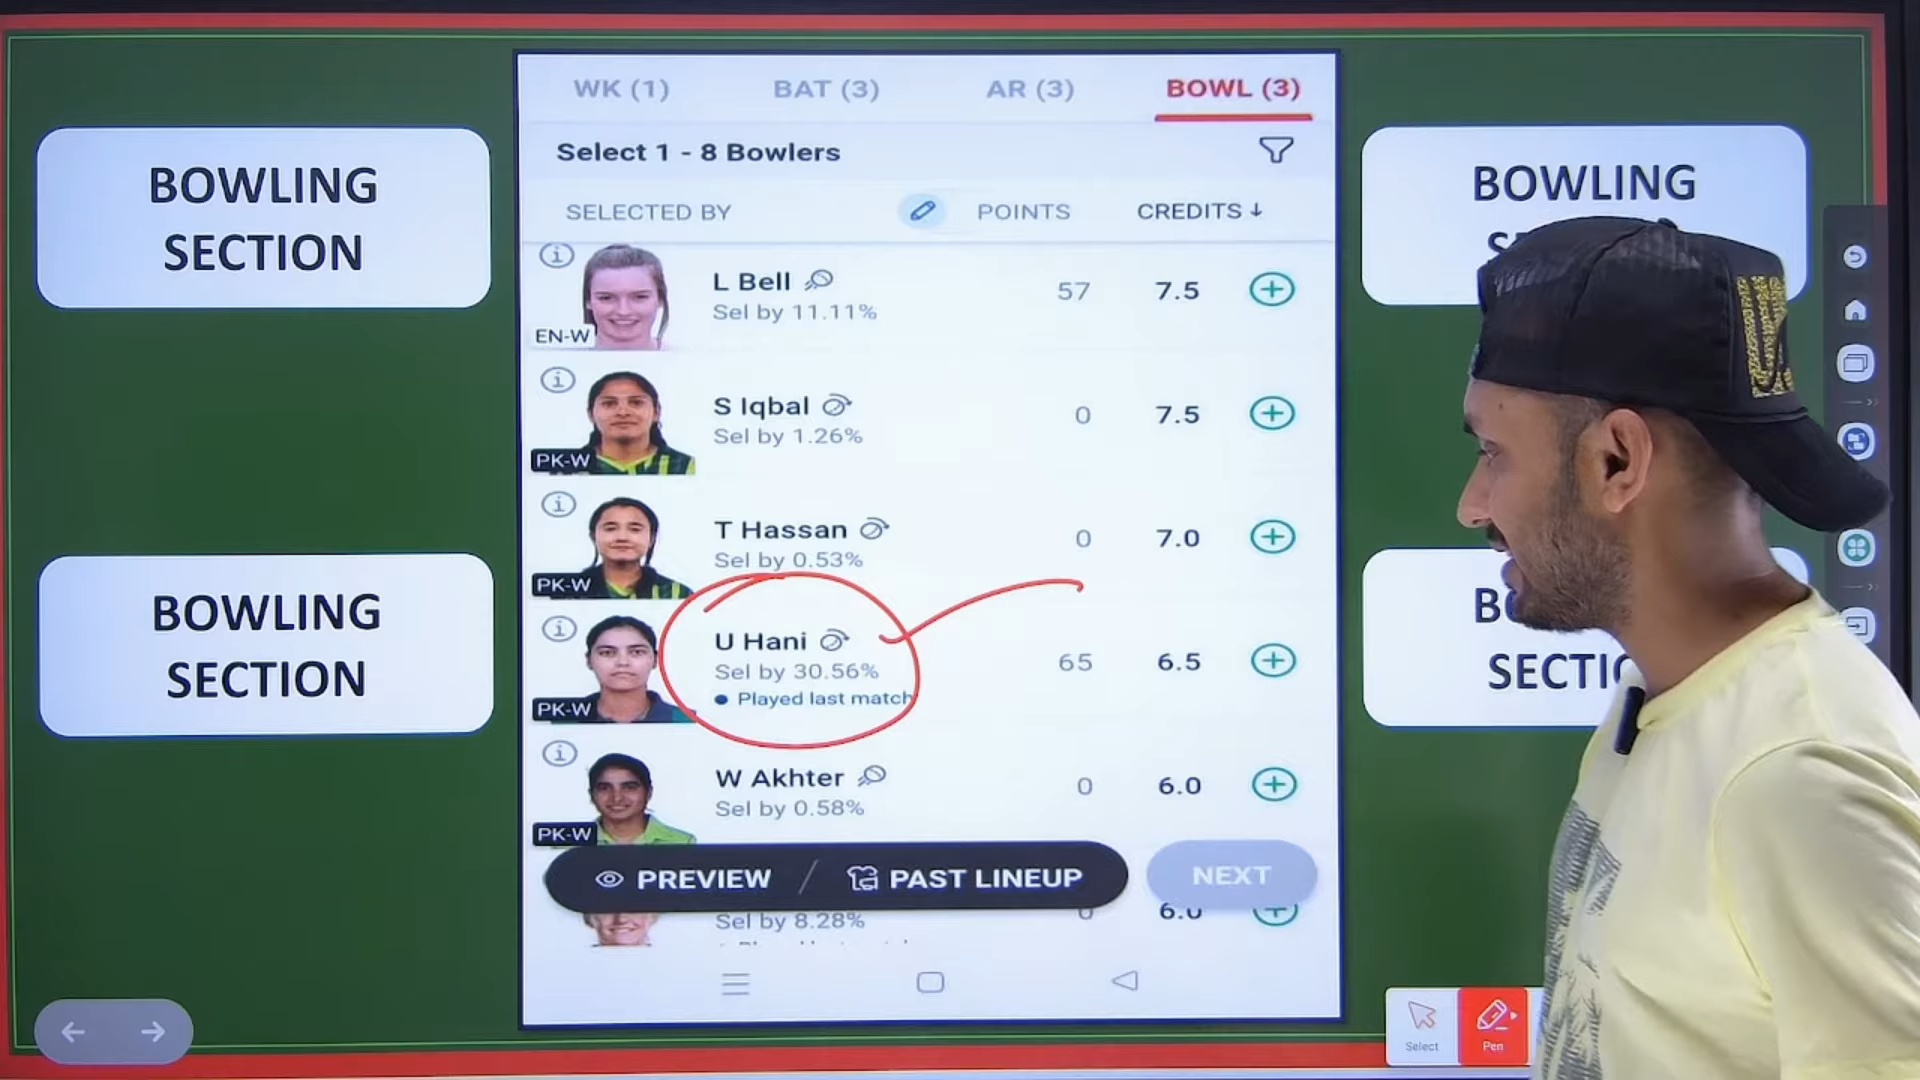 WK (1) BAT (3) AR (3) BOWL (3)
Select 1 - 8 Bowlers
SELECTED BY POINTS CREDITS ↓
BOWLING
SECTION
BOWLING
L Bell
Sel by 11.11%
57 7.5
EN-W
S Iqbal
Sel by 1.26%
0 7.5
PK-W
T Hassan
Sel by 0.53%
0 7.0
PK-W
U Hani
Sel by 30.56%
• Played last match
65 6.5
PK-W
BOWLING
SECTION
W Akhter
Sel by 0.58%
0 6.0
PK-W
PREVIEW / PAST LINEUP
NEXT
Sel by 8.28%
0 6.0
Select
Pen